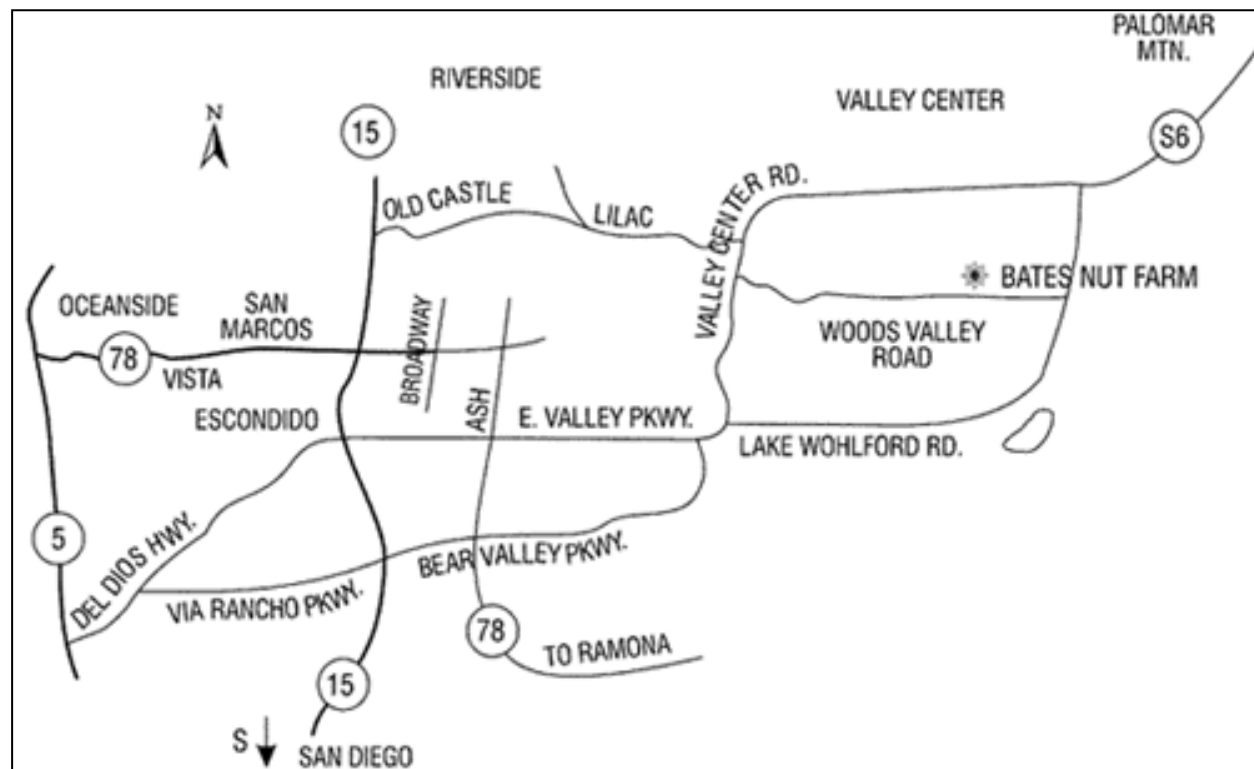 PALOMAR
MTN.
RIVERSIDE
VALLEY CENTER
N
15
S6
OLD CASTLE
LILAC
VALLEY CENTER RD.
BATES NUT FARM
OCEANSIDE
SAN
MARCOS
78
VISTA
BROADWAY
WOODS VALLEY
ROAD
ESCONDIDO
ASH
E. VALLEY PKWY.
LAKE WOHLFORD RD.
5
DEL DIOS HWY.
BEAR VALLEY PKWY.
VIA RANCHO PKWY.
78
TO RAMONA
15
S
SAN DIEGO